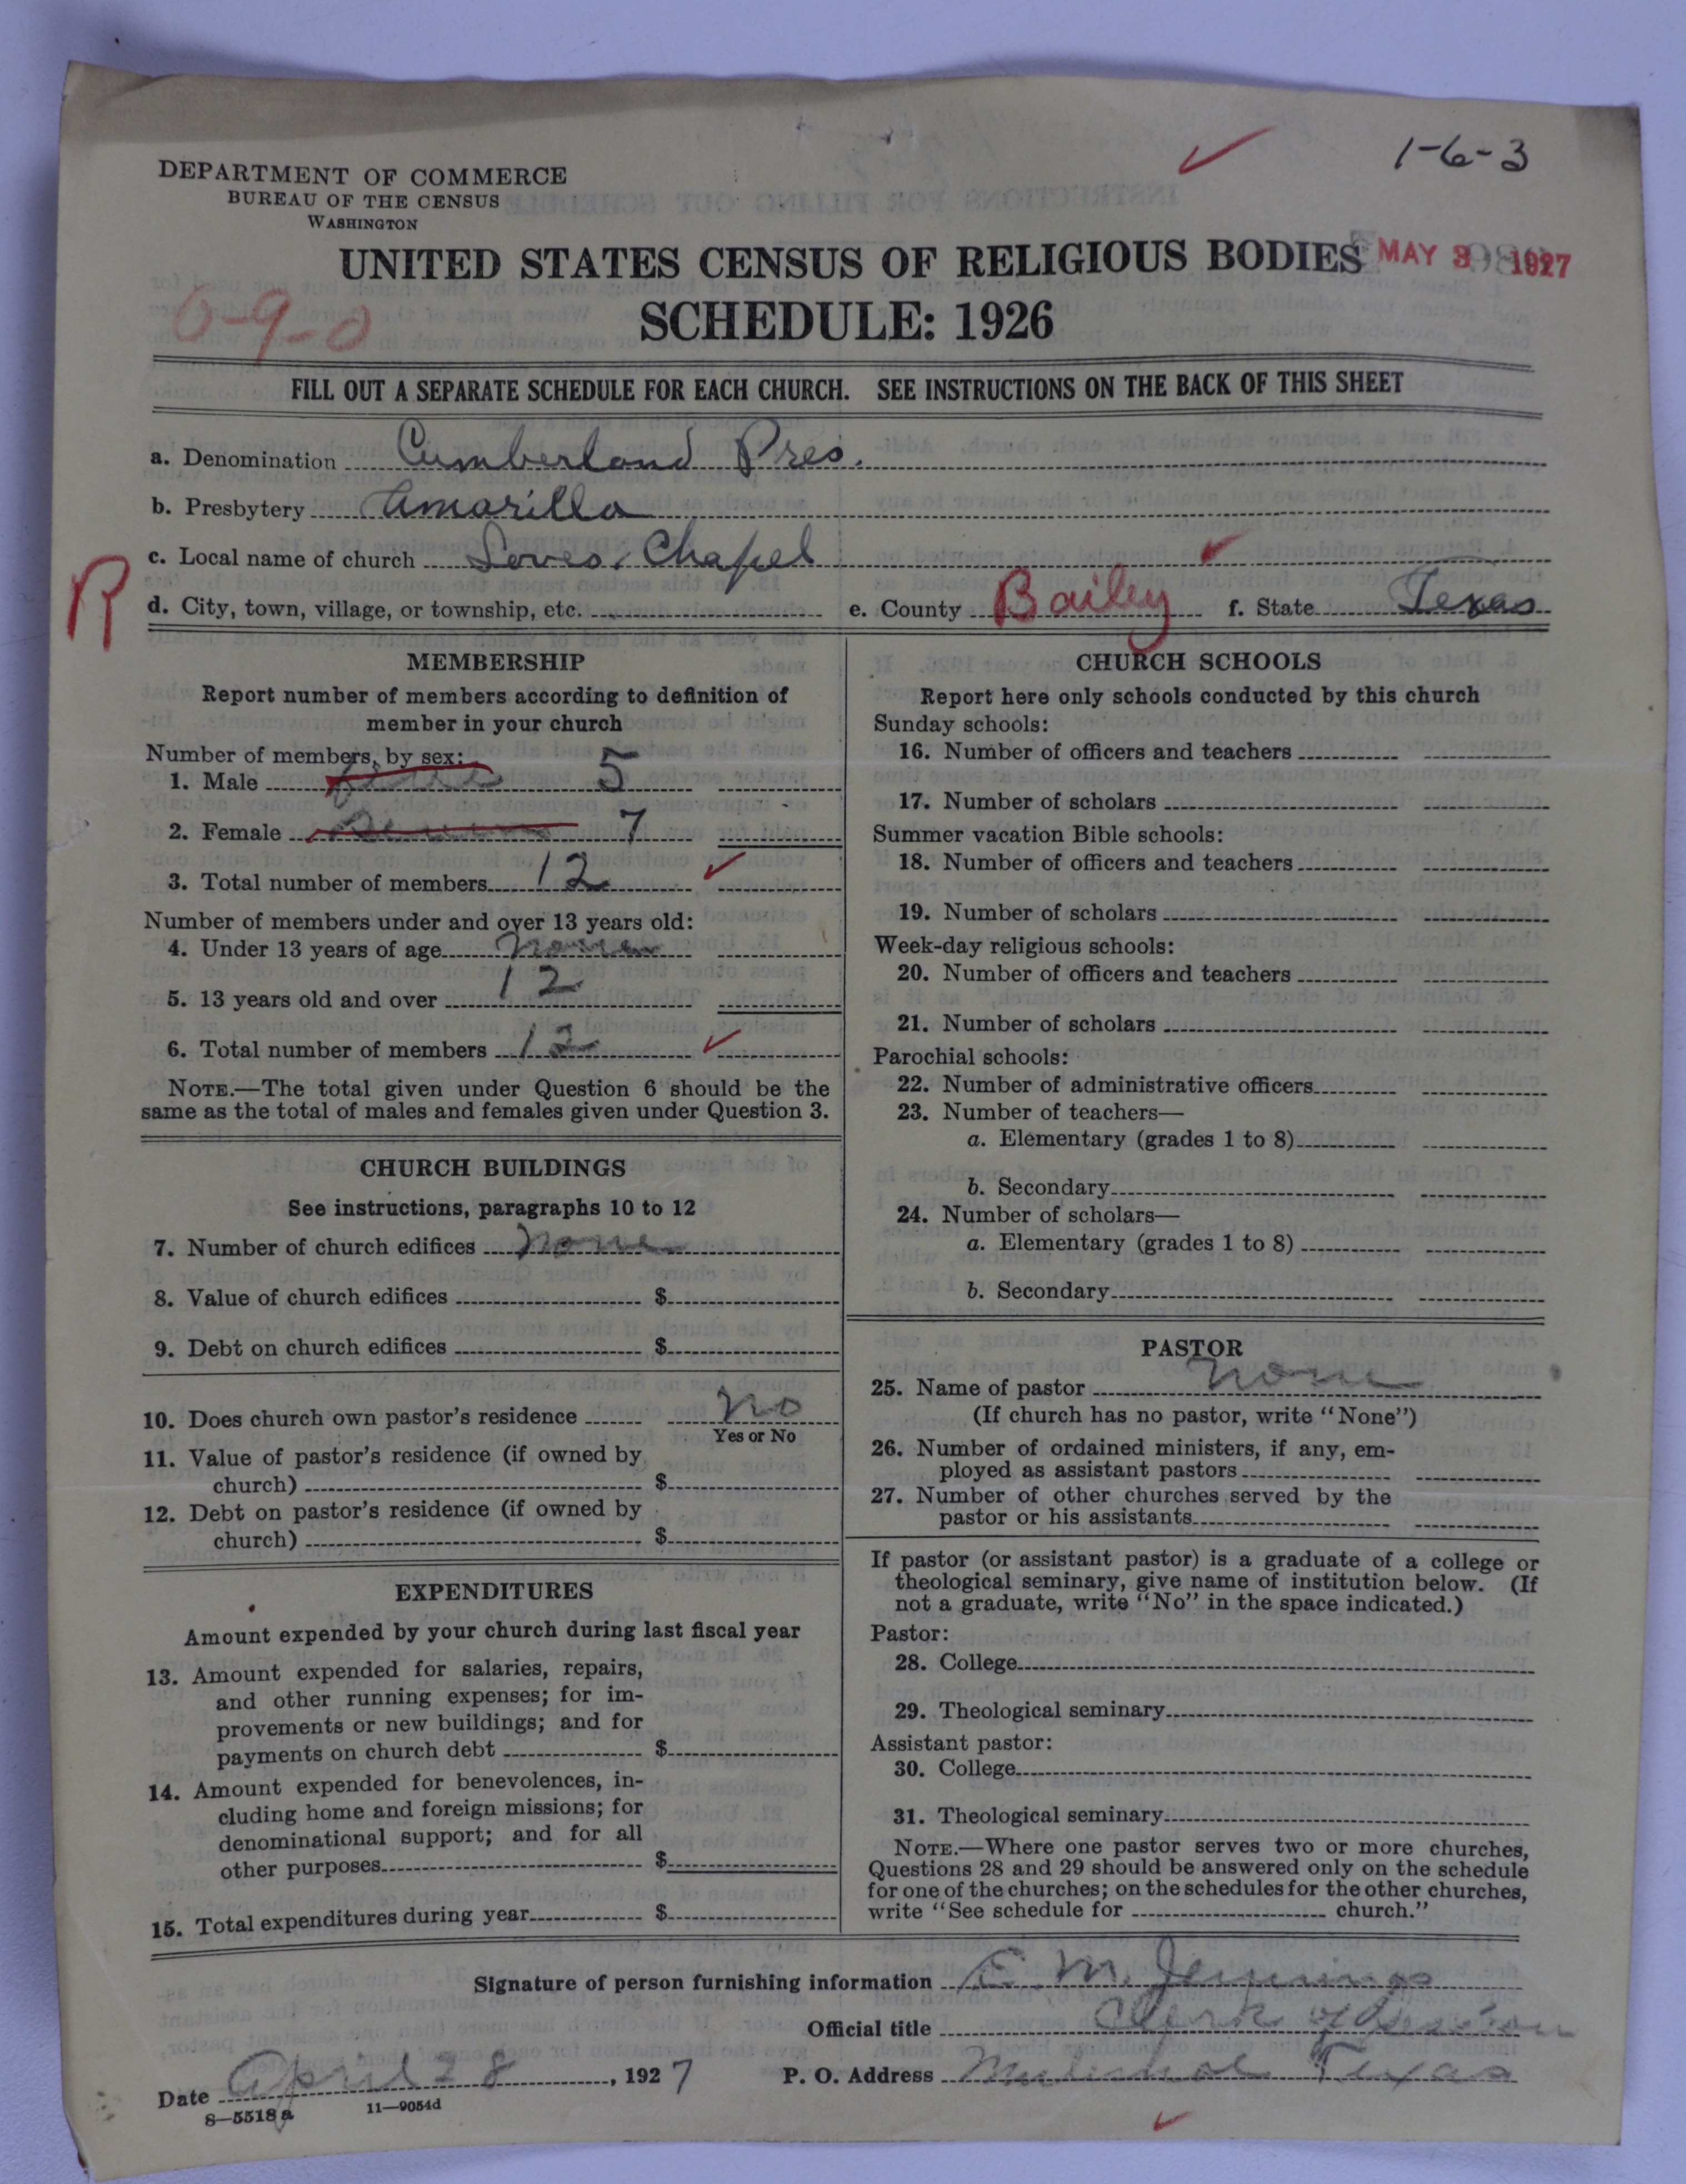 1-6-3
DEPARTMENT OF COMMERCE
BUREAU OF THE CENSUS
WASHINGTON
UNITED STATES CENSUS OF RELIGIOUS BODIES
MAY 3 1927
SCHEDULE: 1926
0-9-0
FILL OUT A SEPARATE SCHEDULE FOR EACH CHURCH. SEE INSTRUCTIONS ON THE BACK OF THIS SHEET
a. Denomination Cumberland Pres.
b. Presbytery Amarillo
c. Local name of church Loves Chapel
R
d. City, town, village, or township, etc. e. County Bailey f. State Texas
MEMBERSHIP
Report number of members according to definition of
member in your church
Number of members, by sex:
1. Male 5
2. Female 7
3. Total number of members 12
Number of members under and over 13 years old:
4. Under 13 years of age None
5. 13 years old and over 12
6. Total number of members 12
NOTE.—The total given under Question 6 should be the
same as the total of males and females given under Question 3.
CHURCH BUILDINGS
See instructions, paragraphs 10 to 12
7. Number of church edifices None
8. Value of church edifices $
9. Debt on church edifices $
10. Does church own pastor's residence No
Yes or No
11. Value of pastor's residence (if owned by
church) $
12. Debt on pastor's residence (if owned by
church) $
EXPENDITURES
Amount expended by your church during last fiscal year
13. Amount expended for salaries, repairs,
and other running expenses; for im-
provements or new buildings; and for
payments on church debt $
14. Amount expended for benevolences, in-
cluding home and foreign missions; for
denominational support; and for all
other purposes $
15. Total expenditures during year $
CHURCH SCHOOLS
Report here only schools conducted by this church
Sunday schools:
16. Number of officers and teachers
17. Number of scholars
Summer vacation Bible schools:
18. Number of officers and teachers
19. Number of scholars
Week-day religious schools:
20. Number of officers and teachers
21. Number of scholars
Parochial schools:
22. Number of administrative officers
23. Number of teachers—
a. Elementary (grades 1 to 8)
b. Secondary
24. Number of scholars—
a. Elementary (grades 1 to 8)
b. Secondary
PASTOR
25. Name of pastor None
(If church has no pastor, write "None")
26. Number of ordained ministers, if any, em-
ployed as assistant pastors
27. Number of other churches served by the
pastor or his assistants
If pastor (or assistant pastor) is a graduate of a college or
theological seminary, give name of institution below. (If
not a graduate, write "No" in the space indicated.)
Pastor:
28. College
29. Theological seminary
Assistant pastor:
30. College
31. Theological seminary
NOTE.—Where one pastor serves two or more churches,
Questions 28 and 29 should be answered only on the schedule
for one of the churches; on the schedules for the other churches,
write "See schedule for church."
Signature of person furnishing information E. M. Jennings
Official title Clerk of Session
Date April 28, 1927 P. O. Address Muleshoe Texas
8—5518 a 11—9054d